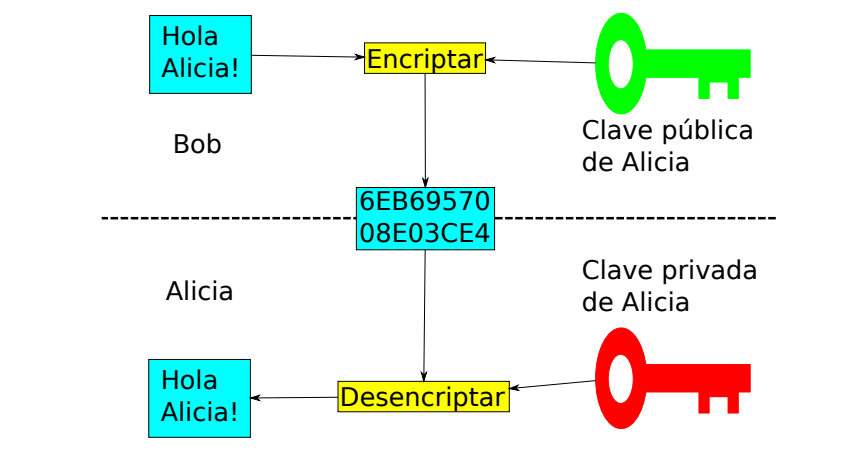 Hola
Alicia!
Encriptar
Clave pública
de Alicia
Bob
6EB69570
08E03CE4
Alicia
Clave privada
de Alicia
Hola
Alicia!
Desencriptar